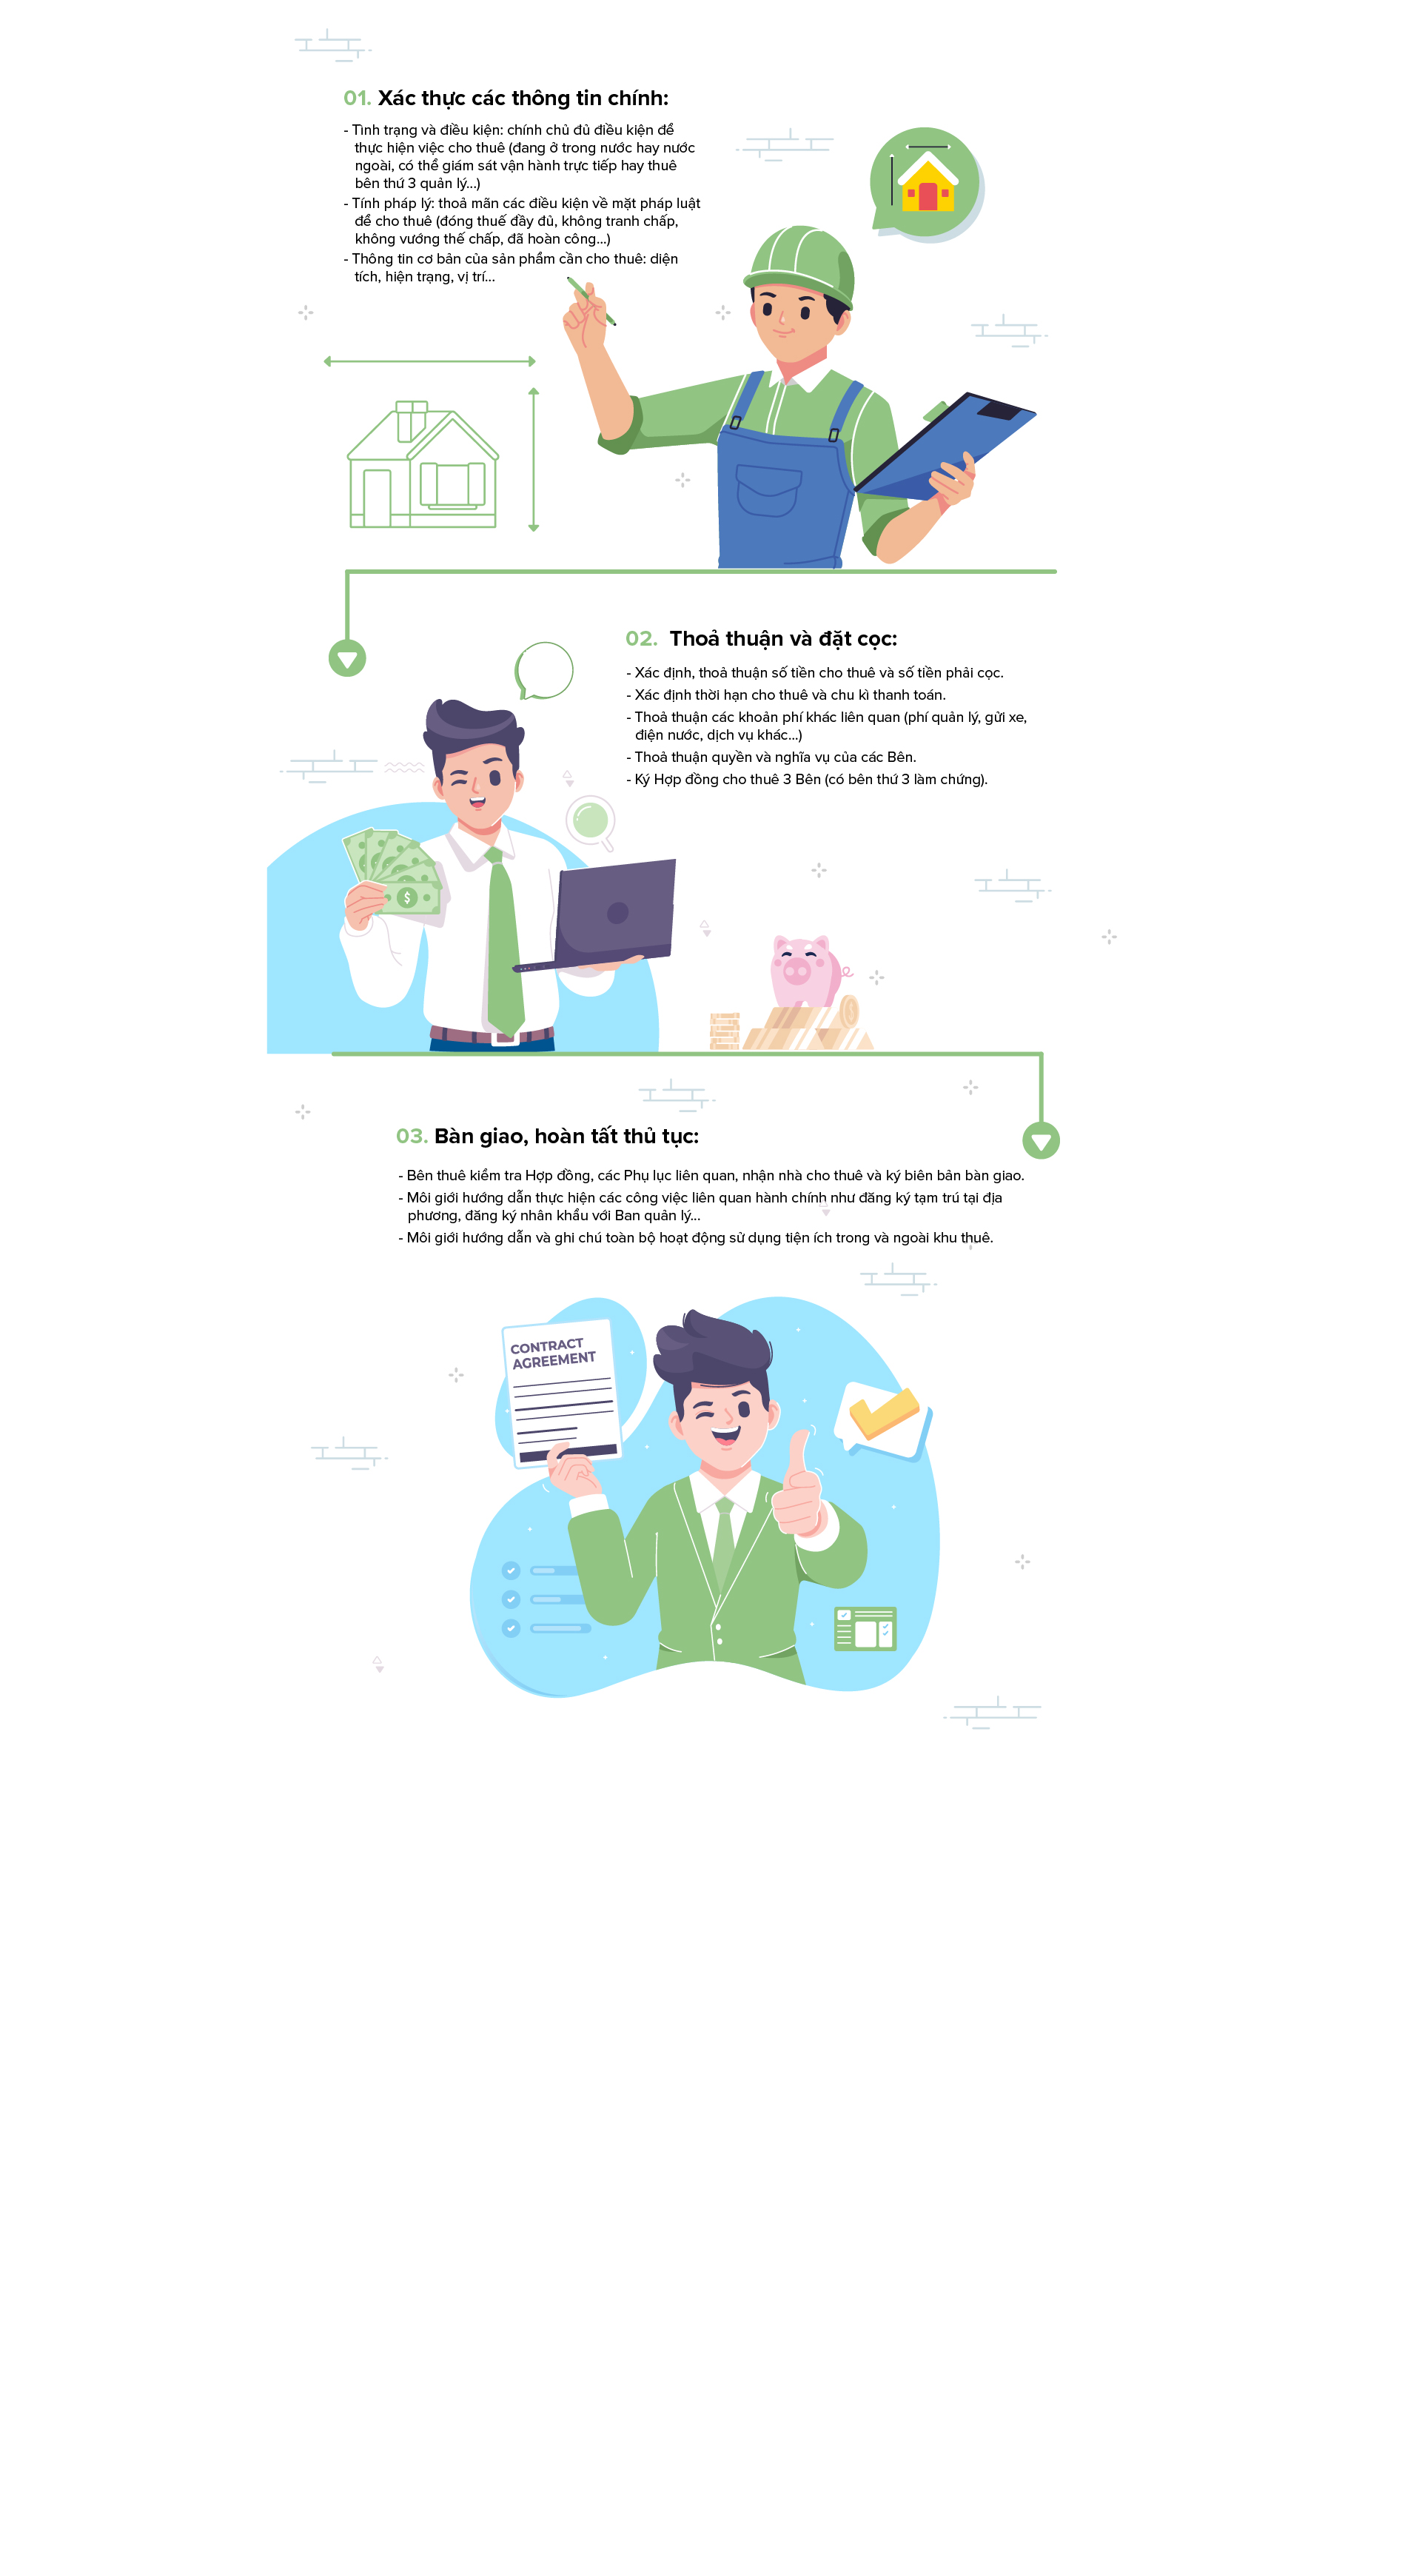 01. Xác thực các thông tin chính:
- Tình trạng và điều kiện: chính chủ đủ điều kiện để
thực hiện việc cho thuê (đang ở trong nước hay nước
ngoài, có thể giám sát vận hành trực tiếp hay thuê
bên thứ 3 quản lý...)
- Tính pháp lý: thoả mãn các điều kiện về mặt pháp luật
để cho thuê (đóng thuế đầy đủ, không tranh chấp,
không vướng thế chấp, đã hoàn công...)
- Thông tin cơ bản của sản phẩm cần cho thuê: diện
tích, hiện trạng, vị trí...
02. Thoả thuận và đặt cọc:
- Xác định, thoả thuận số tiền cho thuê và số tiền phải cọc.
- Xác định thời hạn cho thuê và chu kì thanh toán.
- Thoả thuận các khoản phí khác liên quan (phí quản lý, gửi xe,
điện nước, dịch vụ khác...)
- Thoả thuận quyền và nghĩa vụ của các Bên.
- Ký Hợp đồng cho thuê 3 Bên (có bên thứ 3 làm chứng).
$
03. Bàn giao, hoàn tất thủ tục:
- Bên thuê kiểm tra Hợp đồng, các Phụ lục liên quan, nhận nhà cho thuê và ký biên bản bàn giao.
- Môi giới hướng dẫn thực hiện các công việc liên quan hành chính như đăng ký tạm trú tại địa
phương, đăng ký nhân khẩu với Ban quản lý...
- Môi giới hướng dẫn và ghi chú toàn bộ hoạt động sử dụng tiện ích trong và ngoài khu thuê.
CONTRACT
AGREEMENT